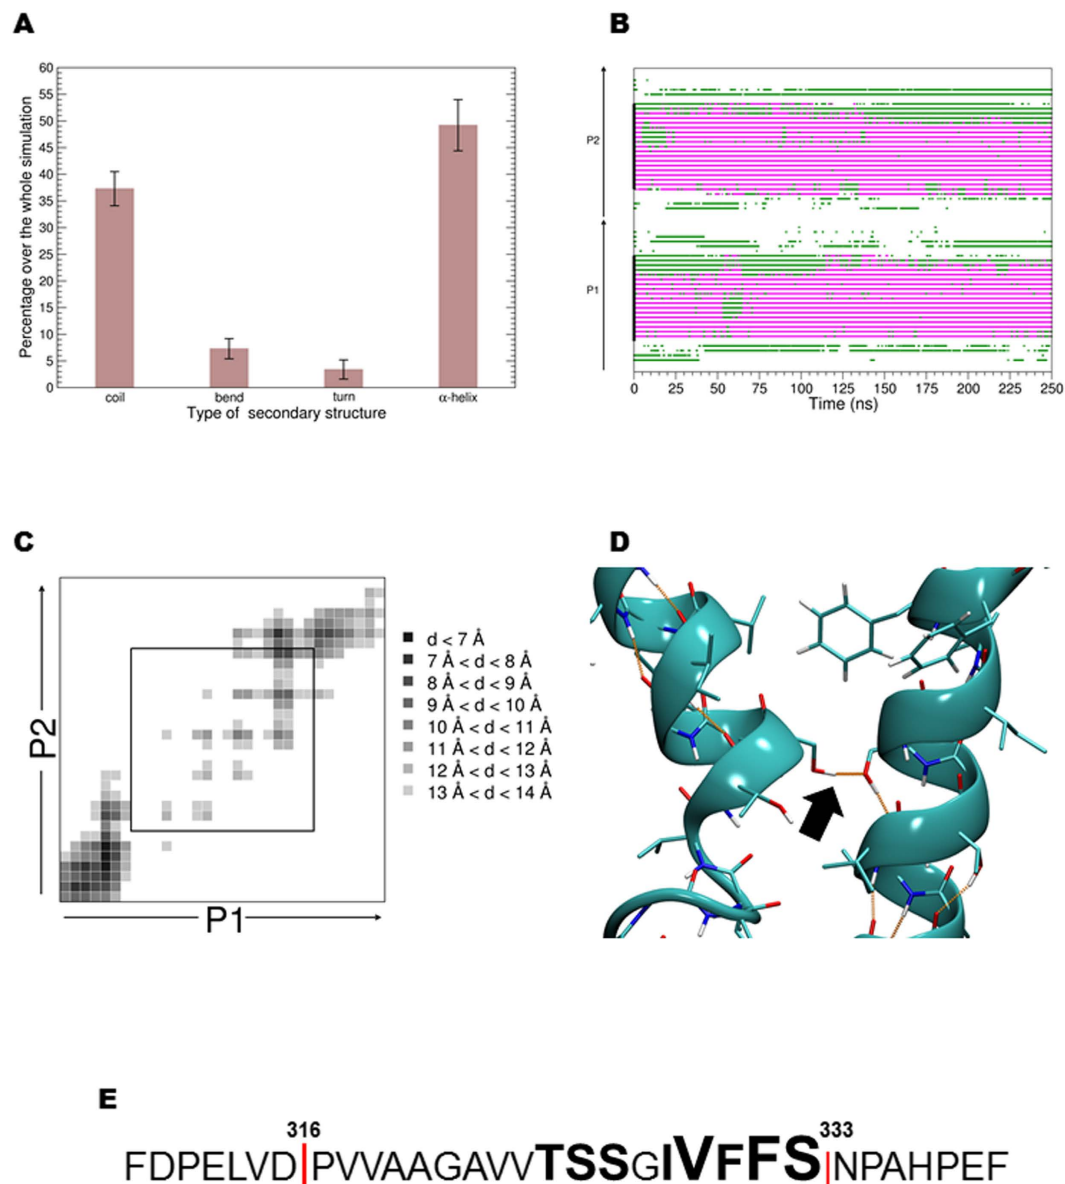 A
Percentage over the whole simulation
60
55
50
45
40
35
30
25
20
15
10
5
0
coil bend turn α-helix
Type of secondary structure
B
P2
P1
0 25 50 75 100 125 150 175 200 225 250
Time (ns)
C
P2
P1
d < 7 Å
7 Å < d < 8 Å
8 Å < d < 9 Å
9 Å < d < 10 Å
10 Å < d < 11 Å
11 Å < d < 12 Å
12 Å < d < 13 Å
13 Å < d < 14 Å
D
E
316 333
FDPELVD|PVVAAGAVVTSSGIVFFS|NPAHPEF